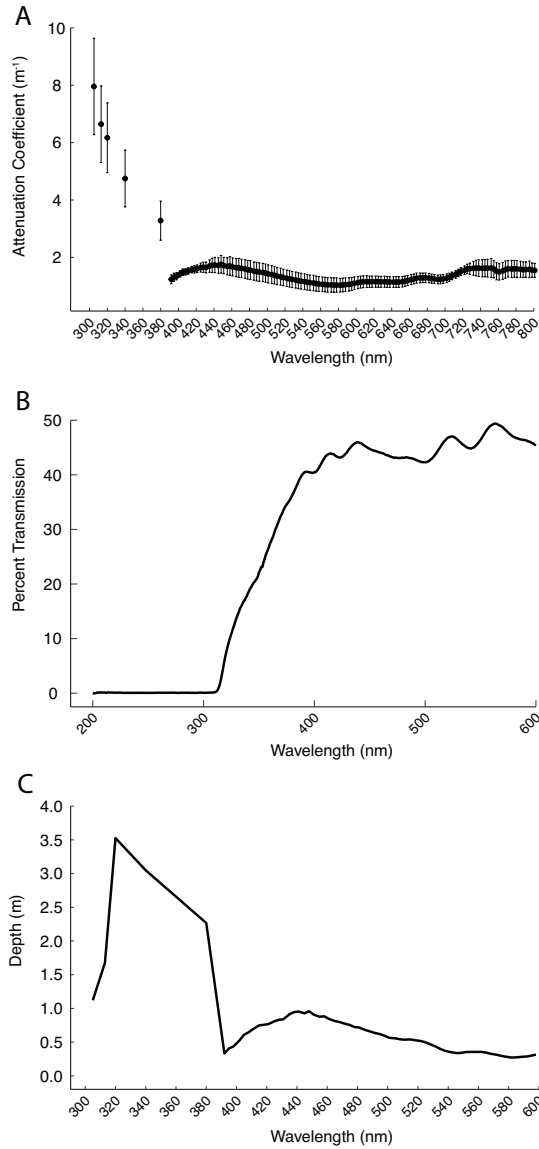 A
Attenuation Coefficient (m⁻¹)
10
8
6
4
2
300 320 340 360 380 400 420 440 460 480 500 520 540 560 580 600 620 640 660 680 700 720 740 760 780 800
Wavelength (nm)
B
Percent Transmission
50
40
30
20
10
0
200 300 400 500 600
Wavelength (nm)
C
Depth (m)
4.0
3.5
3.0
2.5
2.0
1.5
1.0
0.5
0.0
300 320 340 360 380 400 420 440 460 480 500 520 540 560 580 600
Wavelength (nm)